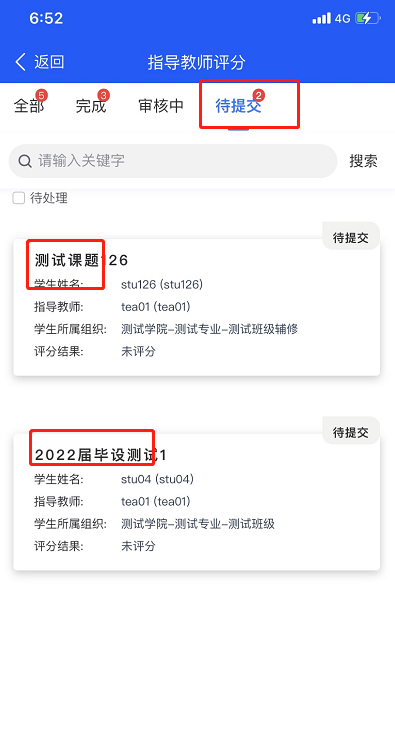 6:52 4G
返回 指导教师评分
全部 5 完成 3 审核中 待提交 2
请输入关键字 搜索
待处理
待提交
测试课题126
学生姓名: stu126 (stu126)
指导教师: tea01 (tea01)
学生所属组织: 测试学院-测试专业-测试班级辅修
评分结果: 未评分
待提交
2022届毕设测试1
学生姓名: stu04 (stu04)
指导教师: tea01 (tea01)
学生所属组织: 测试学院-测试专业-测试班级
评分结果: 未评分